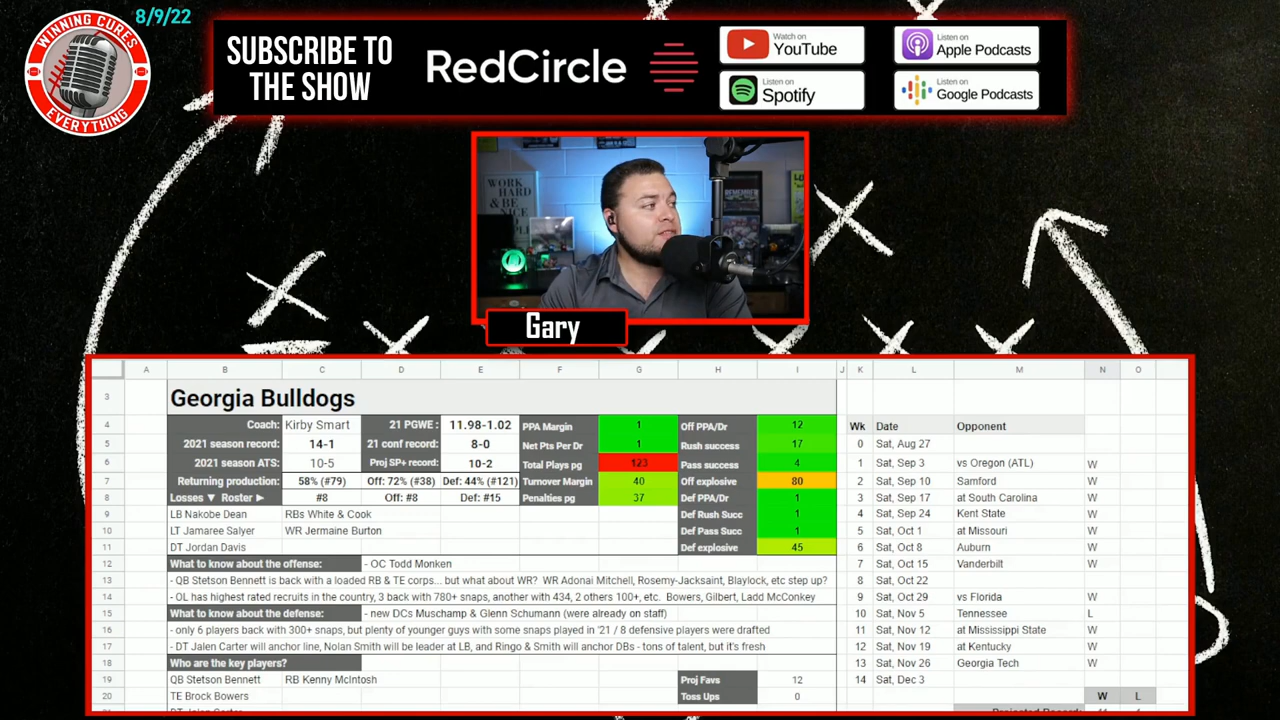 8/9/22
WINNING CURES
EVERYTHING
SUBSCRIBE TO
THE SHOW
RedCircle
Watch on
YouTube
Listen on
Apple Podcasts
Listen on
Spotify
Listen on
Google Podcasts
WORK
HARD
& BE
NICE
REMEMBER
Gary
A B C D E F G H I J K L M N O
3 Georgia Bulldogs
4 Coach: Kirby Smart 21 PGWE : 11.98-1.02 PPA Margin 1 Off PPA/Dr 12 Wk Date Opponent
5 2021 season record: 14-1 21 conf record: 8-0 Net Pts Per Dr 1 Rush success 17 0 Sat, Aug 27
6 2021 season ATS: 10-5 Proj SP+ record: 10-2 Total Plays pg 123 Pass success 4 1 Sat, Sep 3 vs Oregon (ATL) W
7 Returning production: 58% (#79) Off: 72% (#38) Def: 44% (#121) Turnover Margin 40 Off explosive 80 2 Sat, Sep 10 Samford W
8 Losses ▼ Roster ► #8 Off: #8 Def: #15 Penalties pg 37 Def PPA/Dr 1 3 Sat, Sep 17 at South Carolina W
9 LB Nakobe Dean RBs White & Cook Def Rush Succ 1 4 Sat, Sep 24 Kent State W
10 LT Jamaree Salyer WR Jermaine Burton Def Pass Succ 1 5 Sat, Oct 1 at Missouri W
11 DT Jordan Davis Def explosive 45 6 Sat, Oct 8 Auburn W
12 What to know about the offense: - OC Todd Monken 7 Sat, Oct 15 Vanderbilt W
13 - QB Stetson Bennett is back with a loaded RB & TE corps... but what about WR? WR Adonai Mitchell, Rosemy-Jacksaint, Blaylock, etc step up? 8 Sat, Oct 22
14 - OL has highest rated recruits in the country, 3 back with 780+ snaps, another with 434, 2 others 100+, etc. Bowers, Gilbert, Ladd McConkey 9 Sat, Oct 29 vs Florida W
15 What to know about the defense: - new DCs Muschamp & Glenn Schumann (were already on staff) 10 Sat, Nov 5 Tennessee L
16 - only 6 players back with 300+ snaps, but plenty of younger guys with some snaps played in '21 / 8 defensive players were drafted 11 Sat, Nov 12 at Mississippi State W
17 - DT Jalen Carter will anchor line, Nolan Smith will be leader at LB, and Ringo & Smith will anchor DBs - tons of talent, but it's fresh 12 Sat, Nov 19 at Kentucky W
18 Who are the key players? 13 Sat, Nov 26 Georgia Tech W
19 QB Stetson Bennett RB Kenny McIntosh Proj Favs 12 14 Sat, Dec 3
20 TE Brock Bowers Toss Ups 0 W L